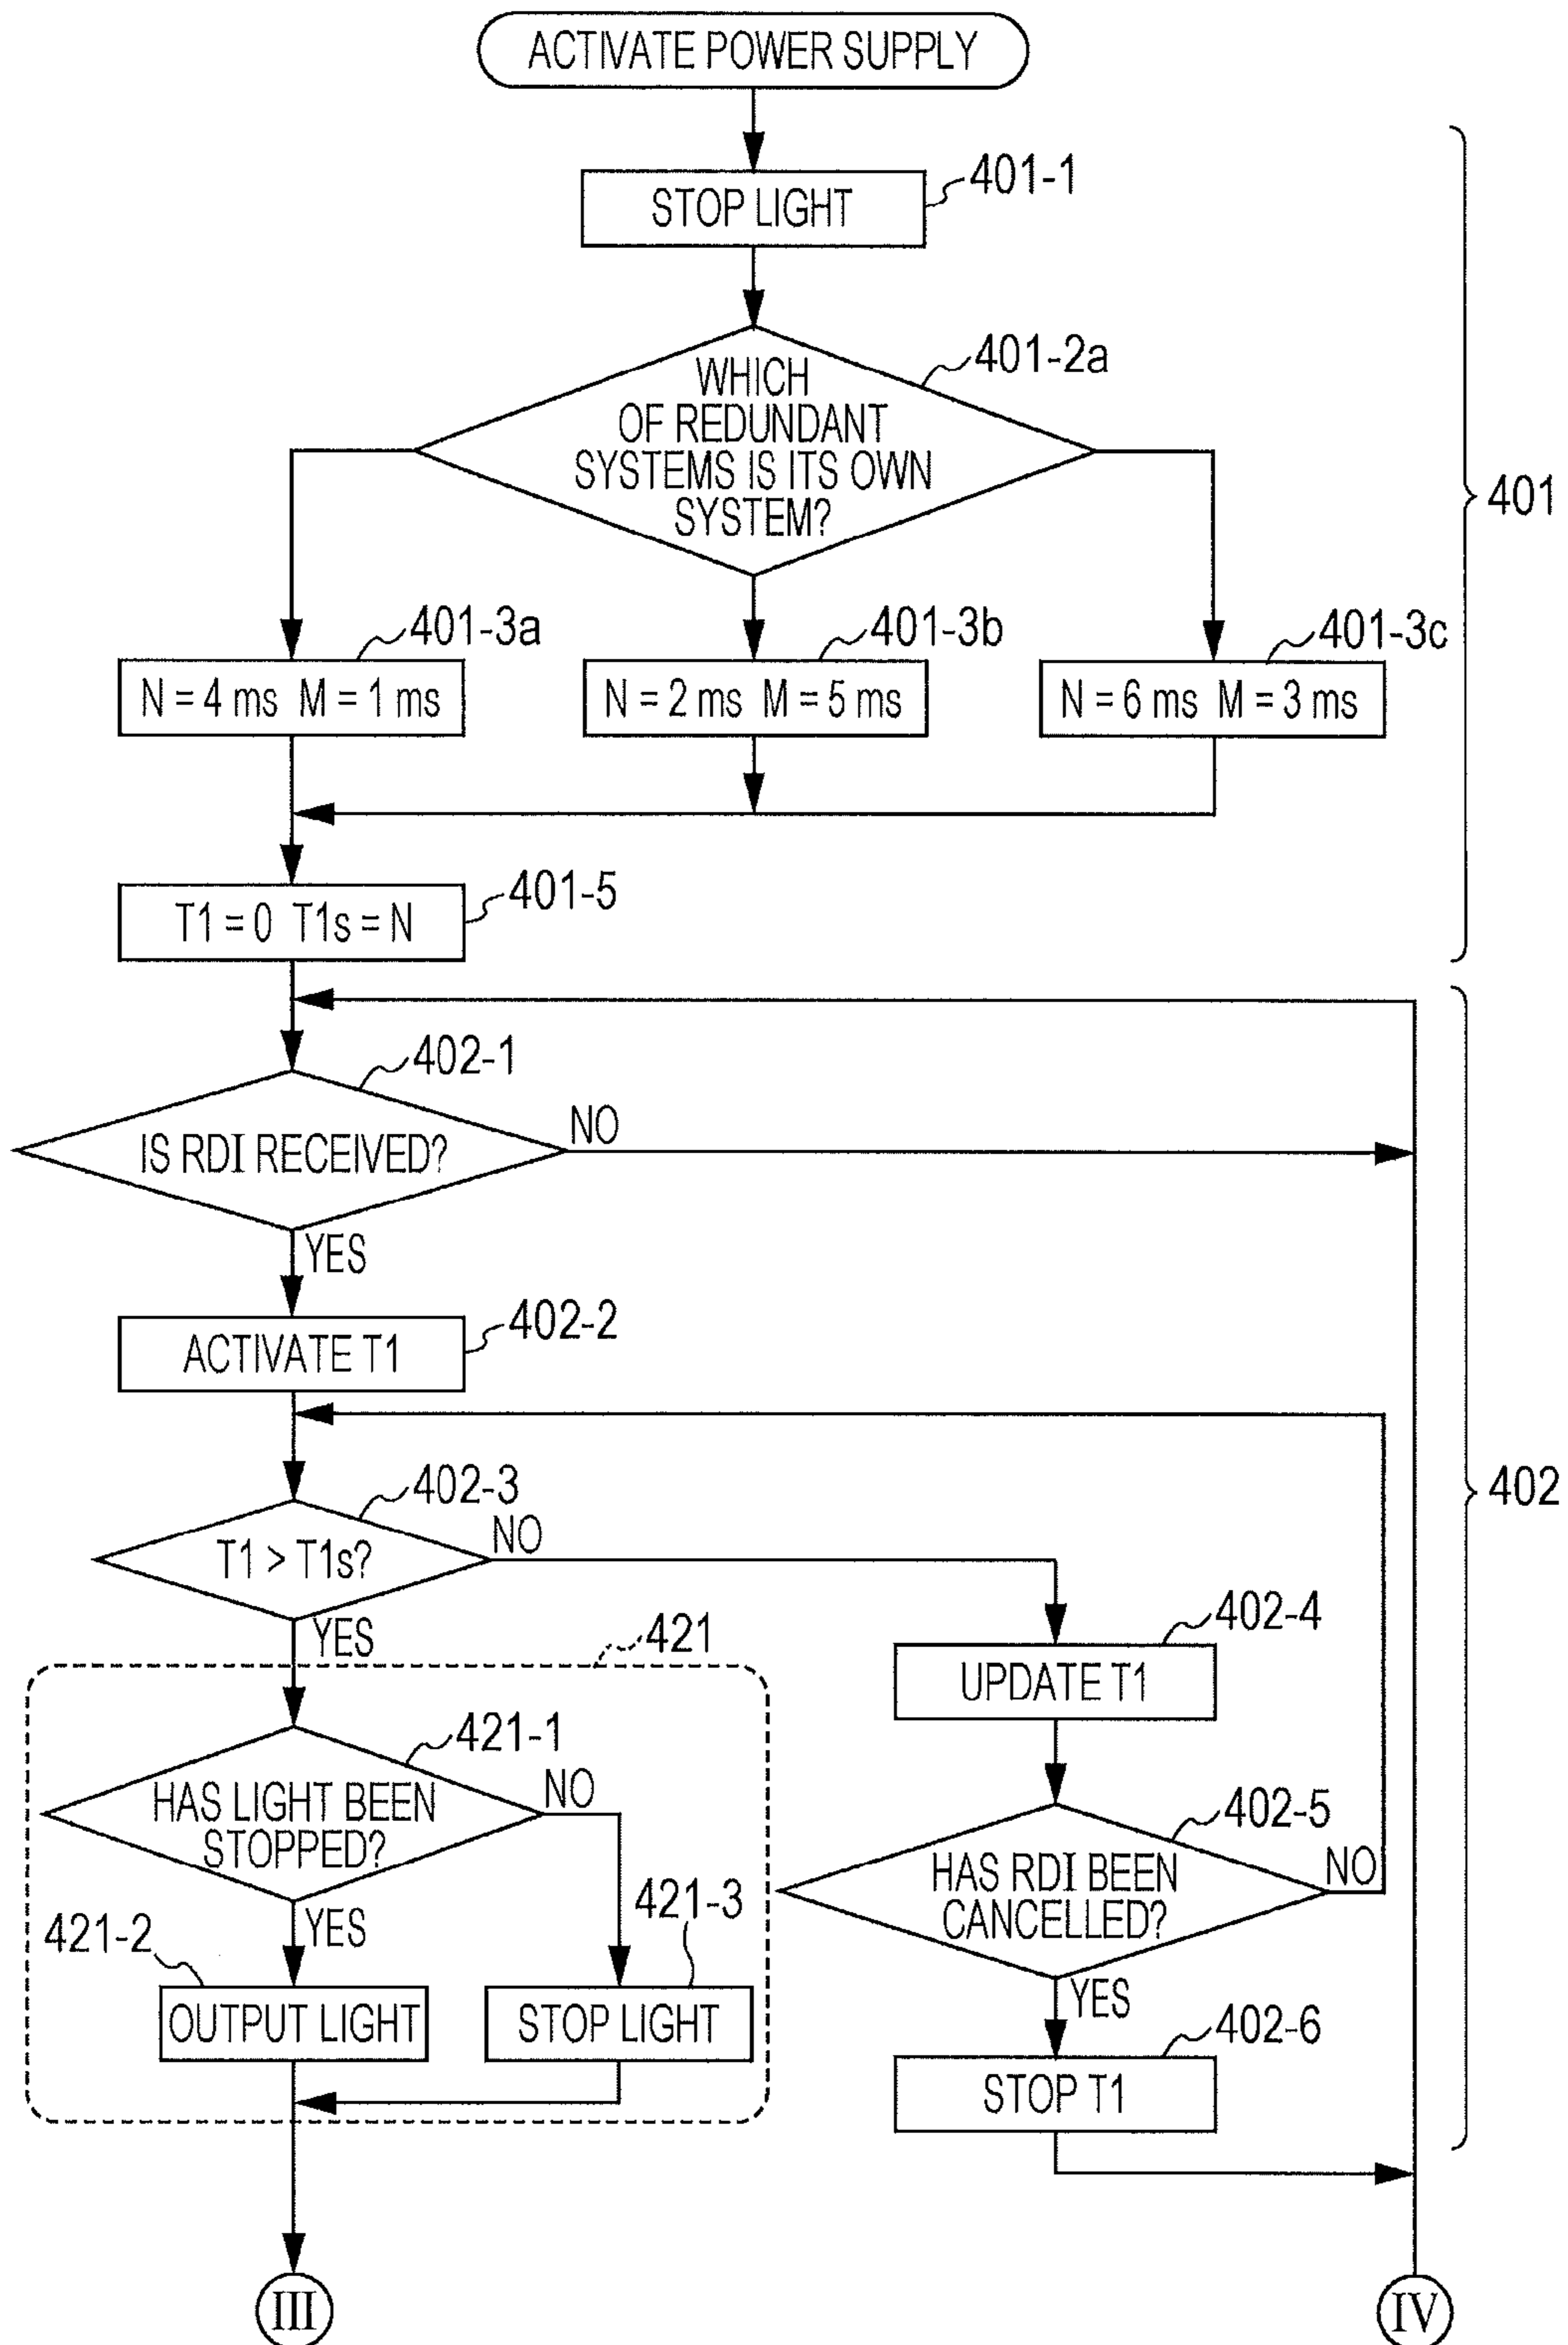 ACTIVATE POWER SUPPLY
401-1
STOP LIGHT
401-2a
WHICH
OF REDUNDANT
SYSTEMS IS ITS OWN
SYSTEM?
401
401-3a
401-3b
401-3c
N = 4 ms M = 1 ms
N = 2 ms M = 5 ms
N = 6 ms M = 3 ms
401-5
T1 = 0 T1s = N
402-1
IS RDI RECEIVED?
NO
YES
402-2
ACTIVATE T1
402-3
T1 > T1s?
NO
402
YES
421
402-4
UPDATE T1
421-1
HAS LIGHT BEEN
STOPPED?
NO
402-5
HAS RDI BEEN
CANCELLED?
NO
YES
421-2
421-3
OUTPUT LIGHT
STOP LIGHT
YES
402-6
STOP T1
III
IV